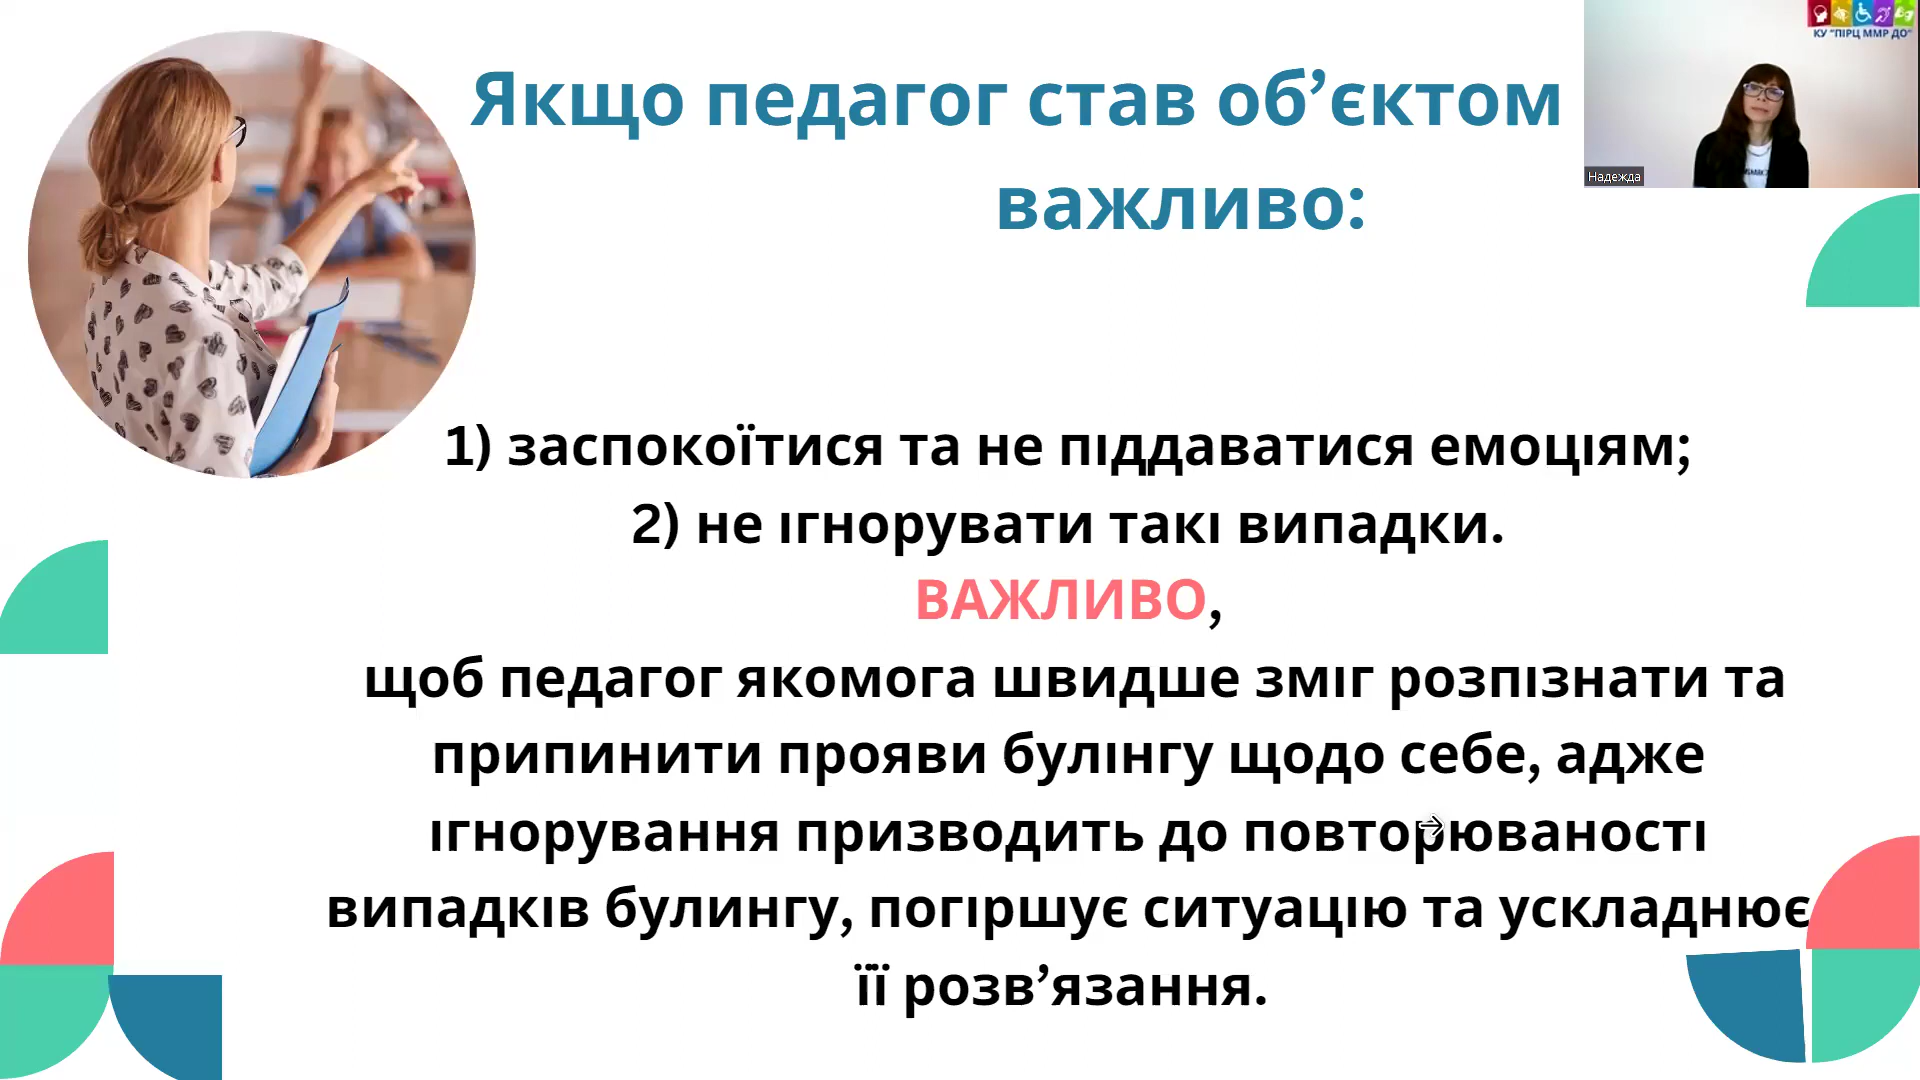 Якщо педагог став об’єктом
важливо:
КУ "ПІРЦ ММР ДО"
Надежда
1) заспокоїтися та не піддаватися емоціям;
2) не ігнорувати такі випадки.
ВАЖЛИВО,
щоб педагог якомога швидше зміг розпізнати та
припинити прояви булінгу щодо себе, адже
ігнорування призводить до повторюваності
випадків булингу, погіршує ситуацію та ускладнює
її розв’язання.